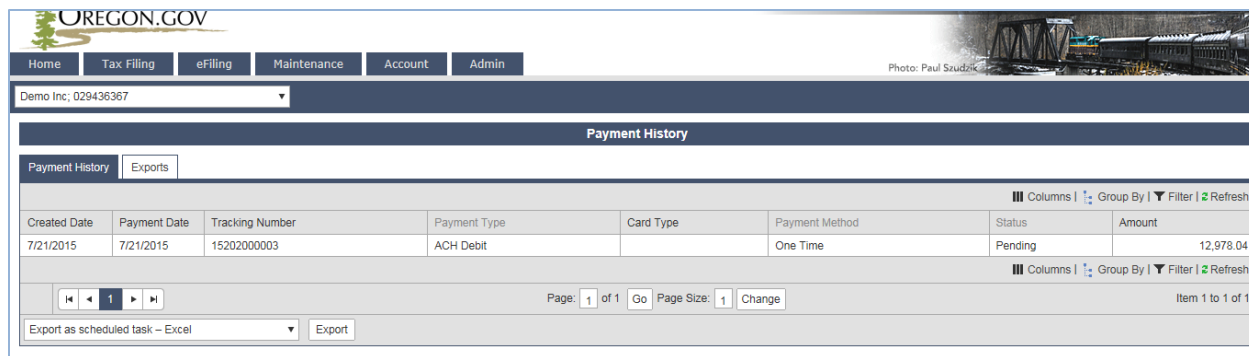 OREGON.GOV
Home Tax Filing eFiling Maintenance Account Admin
Photo: Paul Szudzik
Demo Inc; 029436367
Payment History
Payment History Exports
Columns | Group By | Filter | Refresh
Created Date Payment Date Tracking Number Payment Type Card Type Payment Method Status Amount
7/21/2015 7/21/2015 15202000003 ACH Debit One Time Pending 12,978.04
Columns | Group By | Filter | Refresh
1 Page: 1 of 1 Go Page Size: 1 Change Item 1 to 1 of 1
Export as scheduled task – Excel Export